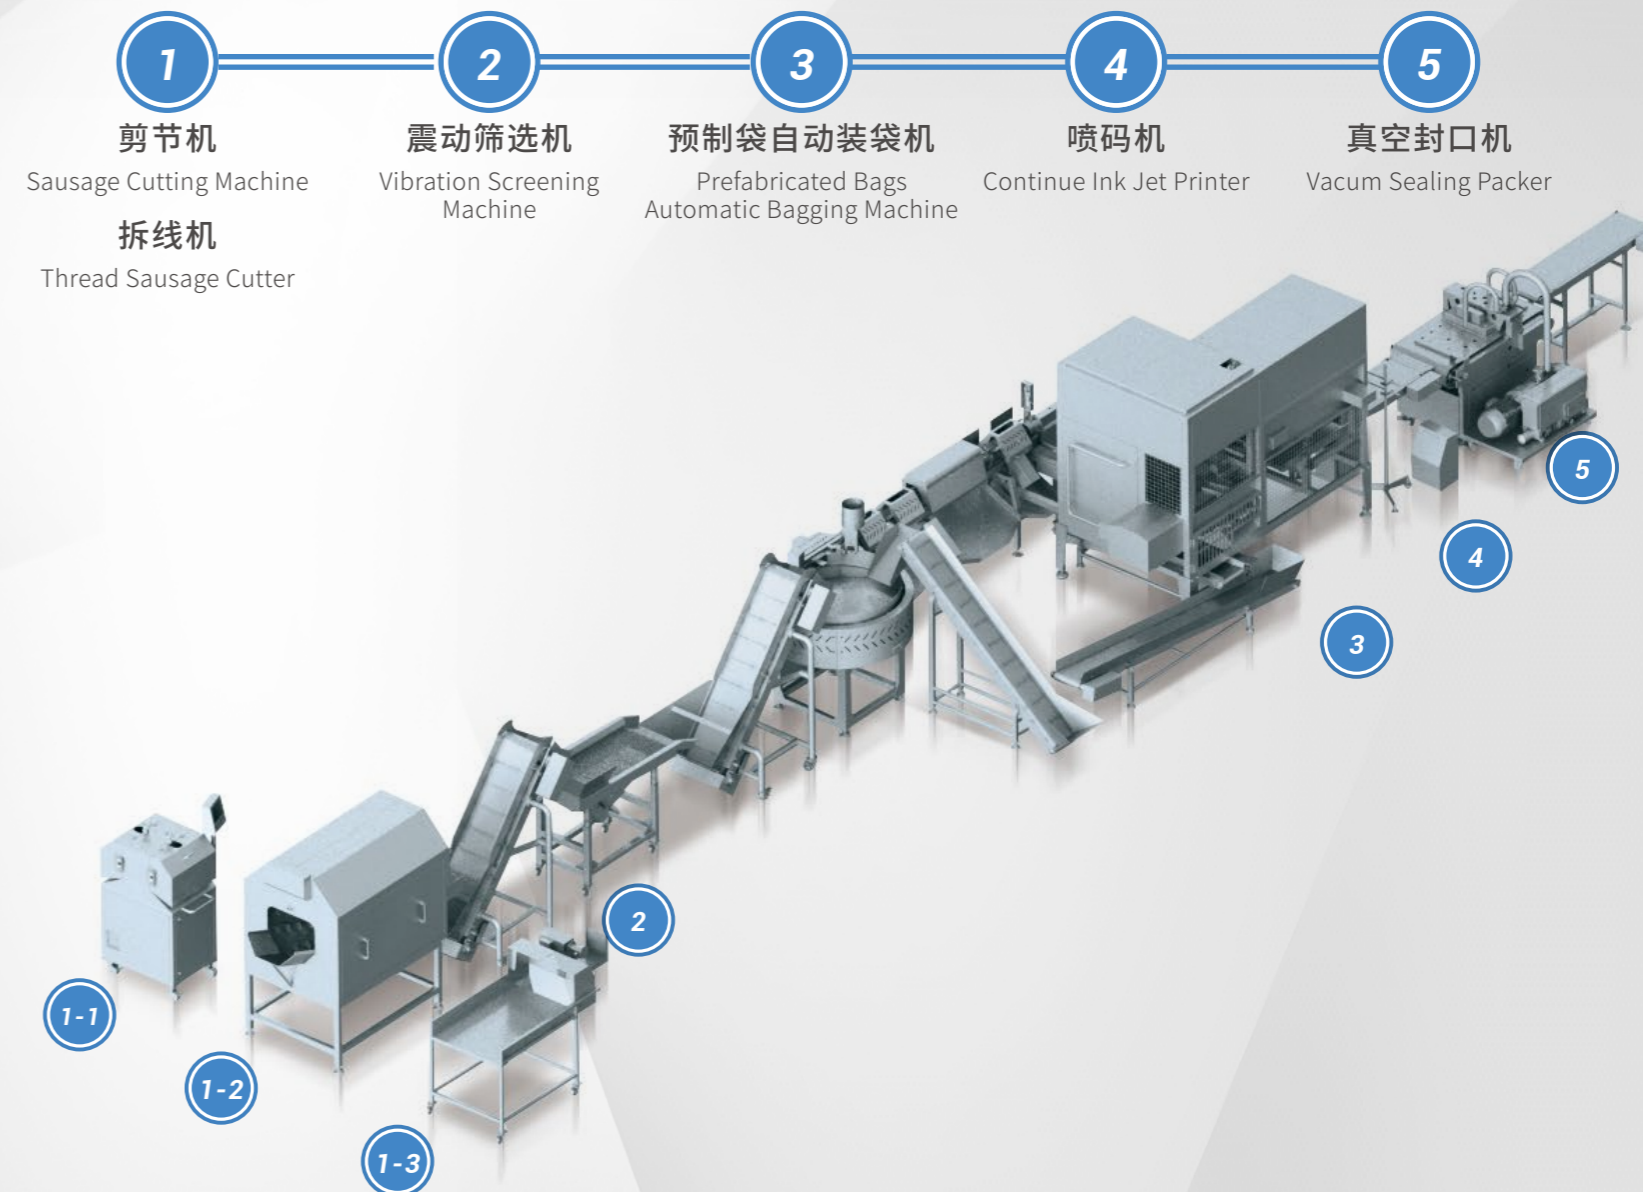 1
2
3
4
5
剪节机
震动筛选机
预制袋自动装袋机
喷码机
真空封口机
Sausage Cutting Machine
Vibration Screening
Machine
Prefabricated Bags
Automatic Bagging Machine
Continue Ink Jet Printer
Vacum Sealing Packer
拆线机
Thread Sausage Cutter
5
4
3
2
1-1
1-2
1-3